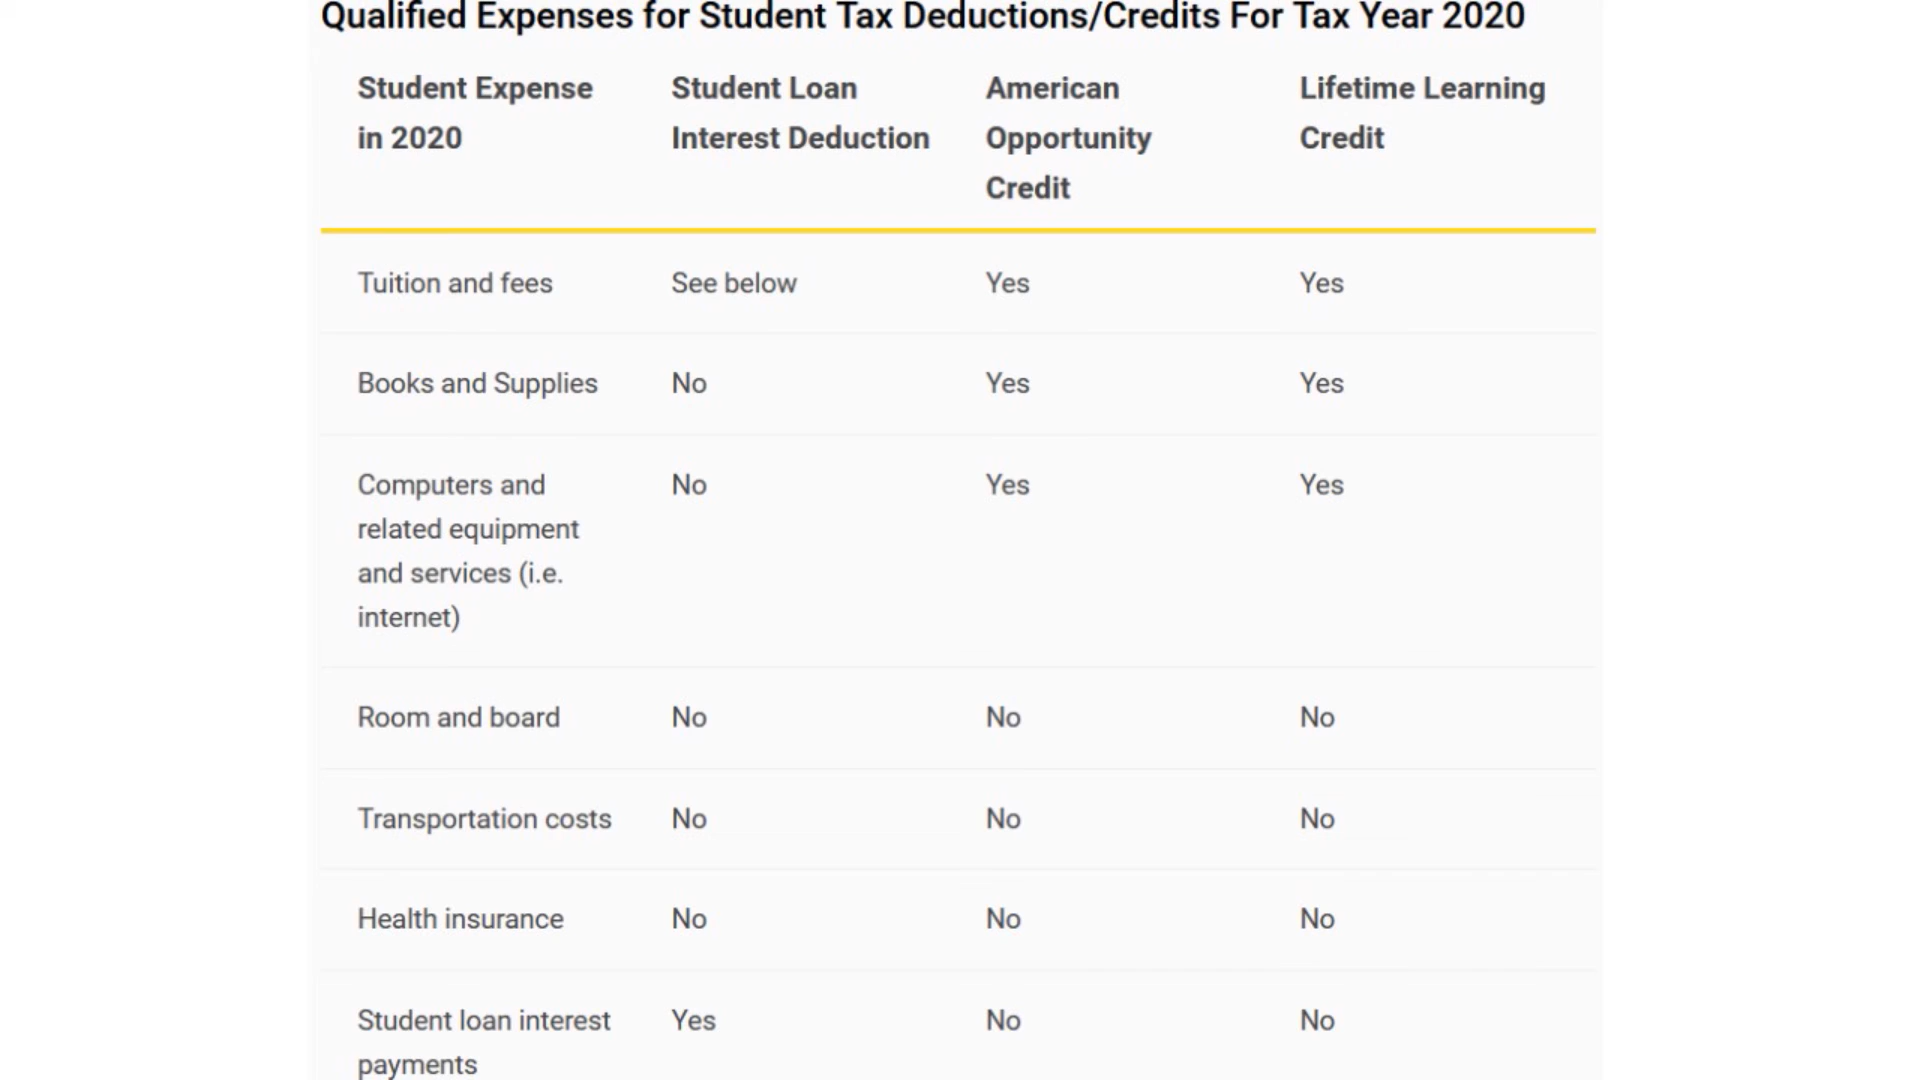 Qualified Expenses for Student Tax Deductions/Credits For Tax Year 2020
Student Expense
in 2020
Student Loan
Interest Deduction
American
Opportunity
Credit
Lifetime Learning
Credit
Tuition and fees
See below
Yes
Yes
Books and Supplies
No
Yes
Yes
Computers and
related equipment
and services (i.e.
internet)
No
Yes
Yes
Room and board
No
No
No
Transportation costs
No
No
No
Health insurance
No
No
No
Student loan interest
payments
Yes
No
No